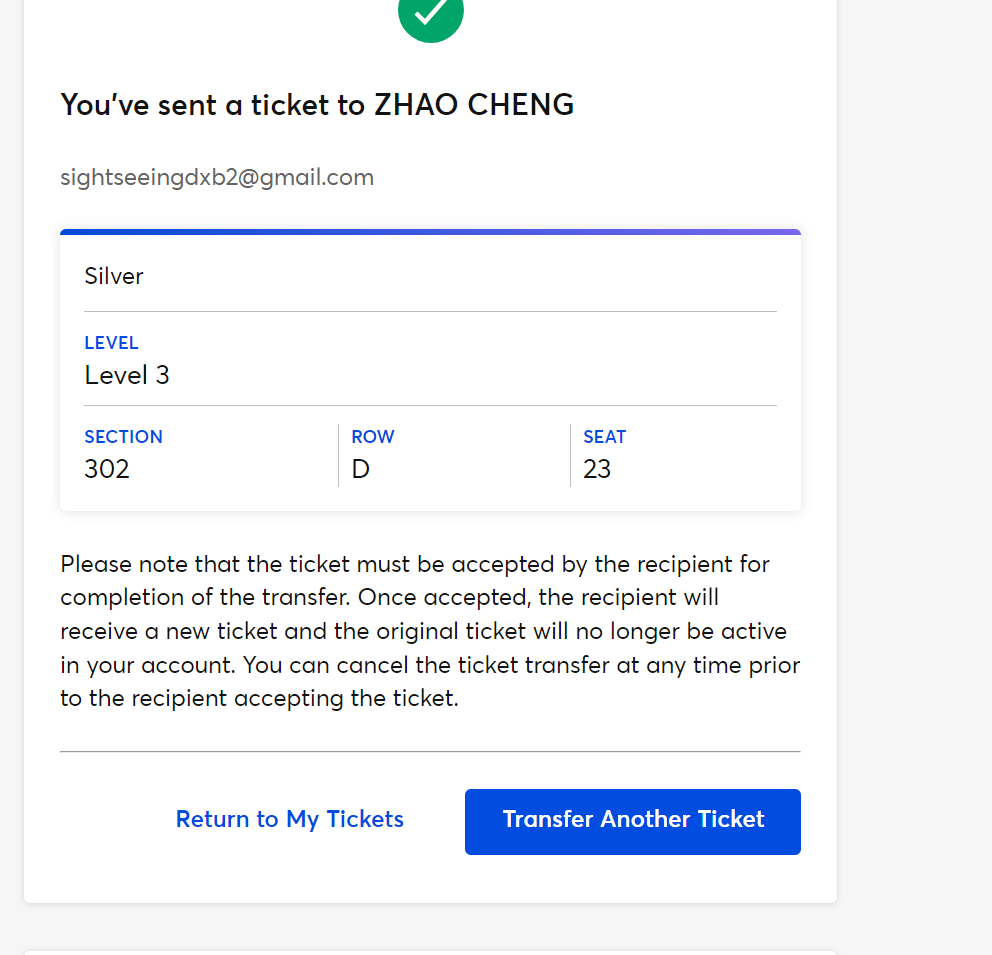 You've sent a ticket to ZHAO CHENG
sightseeingdxb2@gmail.com
Silver
LEVEL
Level 3
SECTION
302
ROW
D
SEAT
23
Please note that the ticket must be accepted by the recipient for
completion of the transfer. Once accepted, the recipient will
receive a new ticket and the original ticket will no longer be active
in your account. You can cancel the ticket transfer at any time prior
to the recipient accepting the ticket.
Return to My Tickets
Transfer Another Ticket